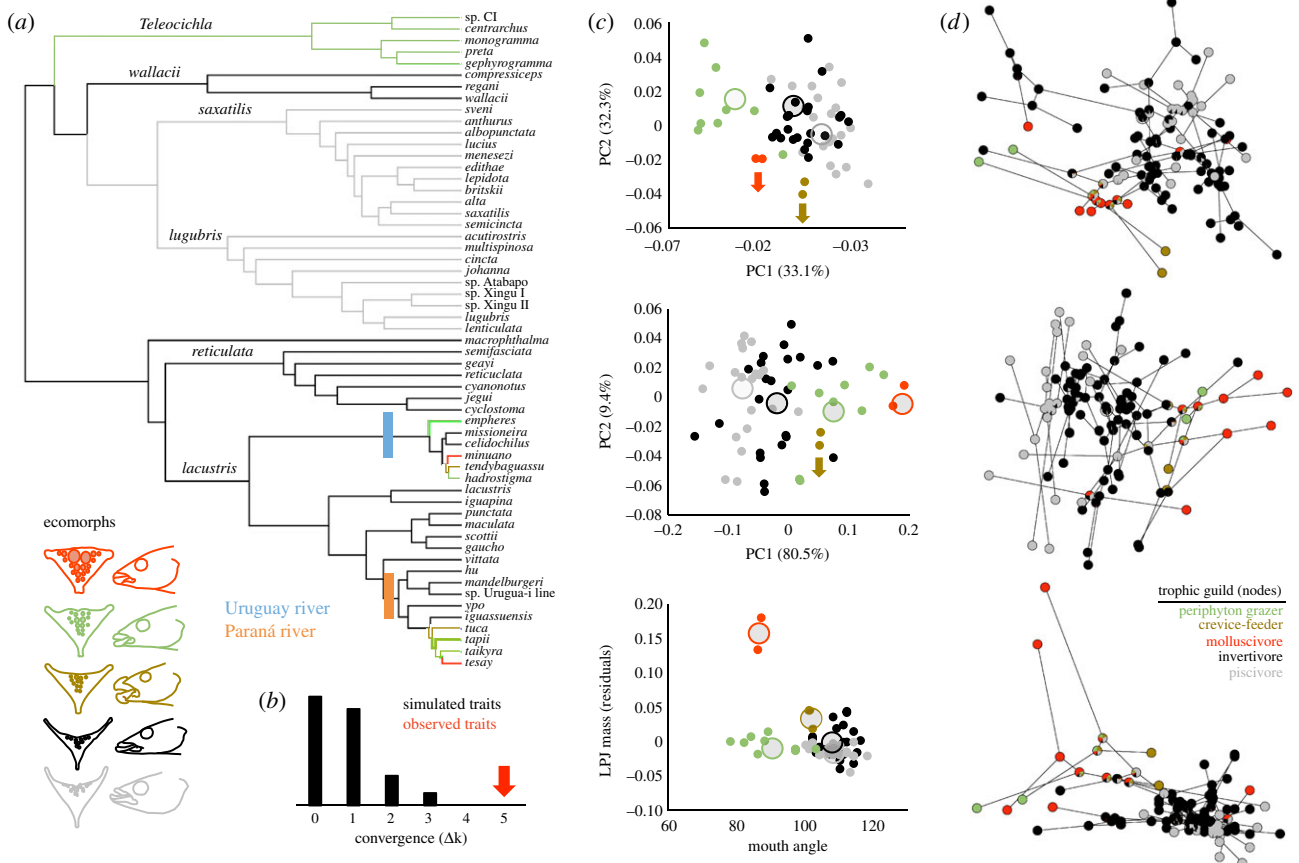 (a)
Teleocichla
wallacii
saxatilis
lugubris
reticulata
lacustris
sp. CI
centrarchus
monogramma
preta
gephyrogramma
compressiceps
regani
wallacii
sveni
anthurus
albopunctata
lucius
menesezi
edithae
lepidota
britskii
alta
saxatilis
semicincta
acutirostris
multispinosa
cincta
johanna
sp. Atabapo
sp. Xingu I
sp. Xingu II
lugubris
lenticulata
macrophthalma
semifasciata
geayi
reticuclata
cyanonotus
jegui
cyclostoma
empheres
missioneira
celidochilus
minuano
tendybaguassu
hadrostigma
lacustris
iguapina
punctata
maculata
scottii
gaucho
vittata
hu
mandelburgeri
sp. Urugua-i line
ypo
iguassuensis
tuca
tapii
taikyra
tesay
ecomorphs
Uruguay river
Paraná river
(b)
simulated traits
observed traits
0 1 2 3 4 5
convergence (Δk)
(c)
0.06
0.04
0.02
0
−0.02
−0.04
−0.06
PC2 (32.3%)
−0.07 −0.02 −0.03
PC1 (33.1%)
0.06
0.04
0.02
0
−0.02
−0.04
−0.06
−0.08
PC2 (9.4%)
−0.2 −0.1 0 0.1 0.2
PC1 (80.5%)
0.20
0.15
0.10
0.05
0
−0.05
−0.10
LPJ mass (residuals)
60 80 100 120
mouth angle
(d)
trophic guild (nodes)
periphyton grazer
crevice-feeder
molluscivore
invertivore
piscivore